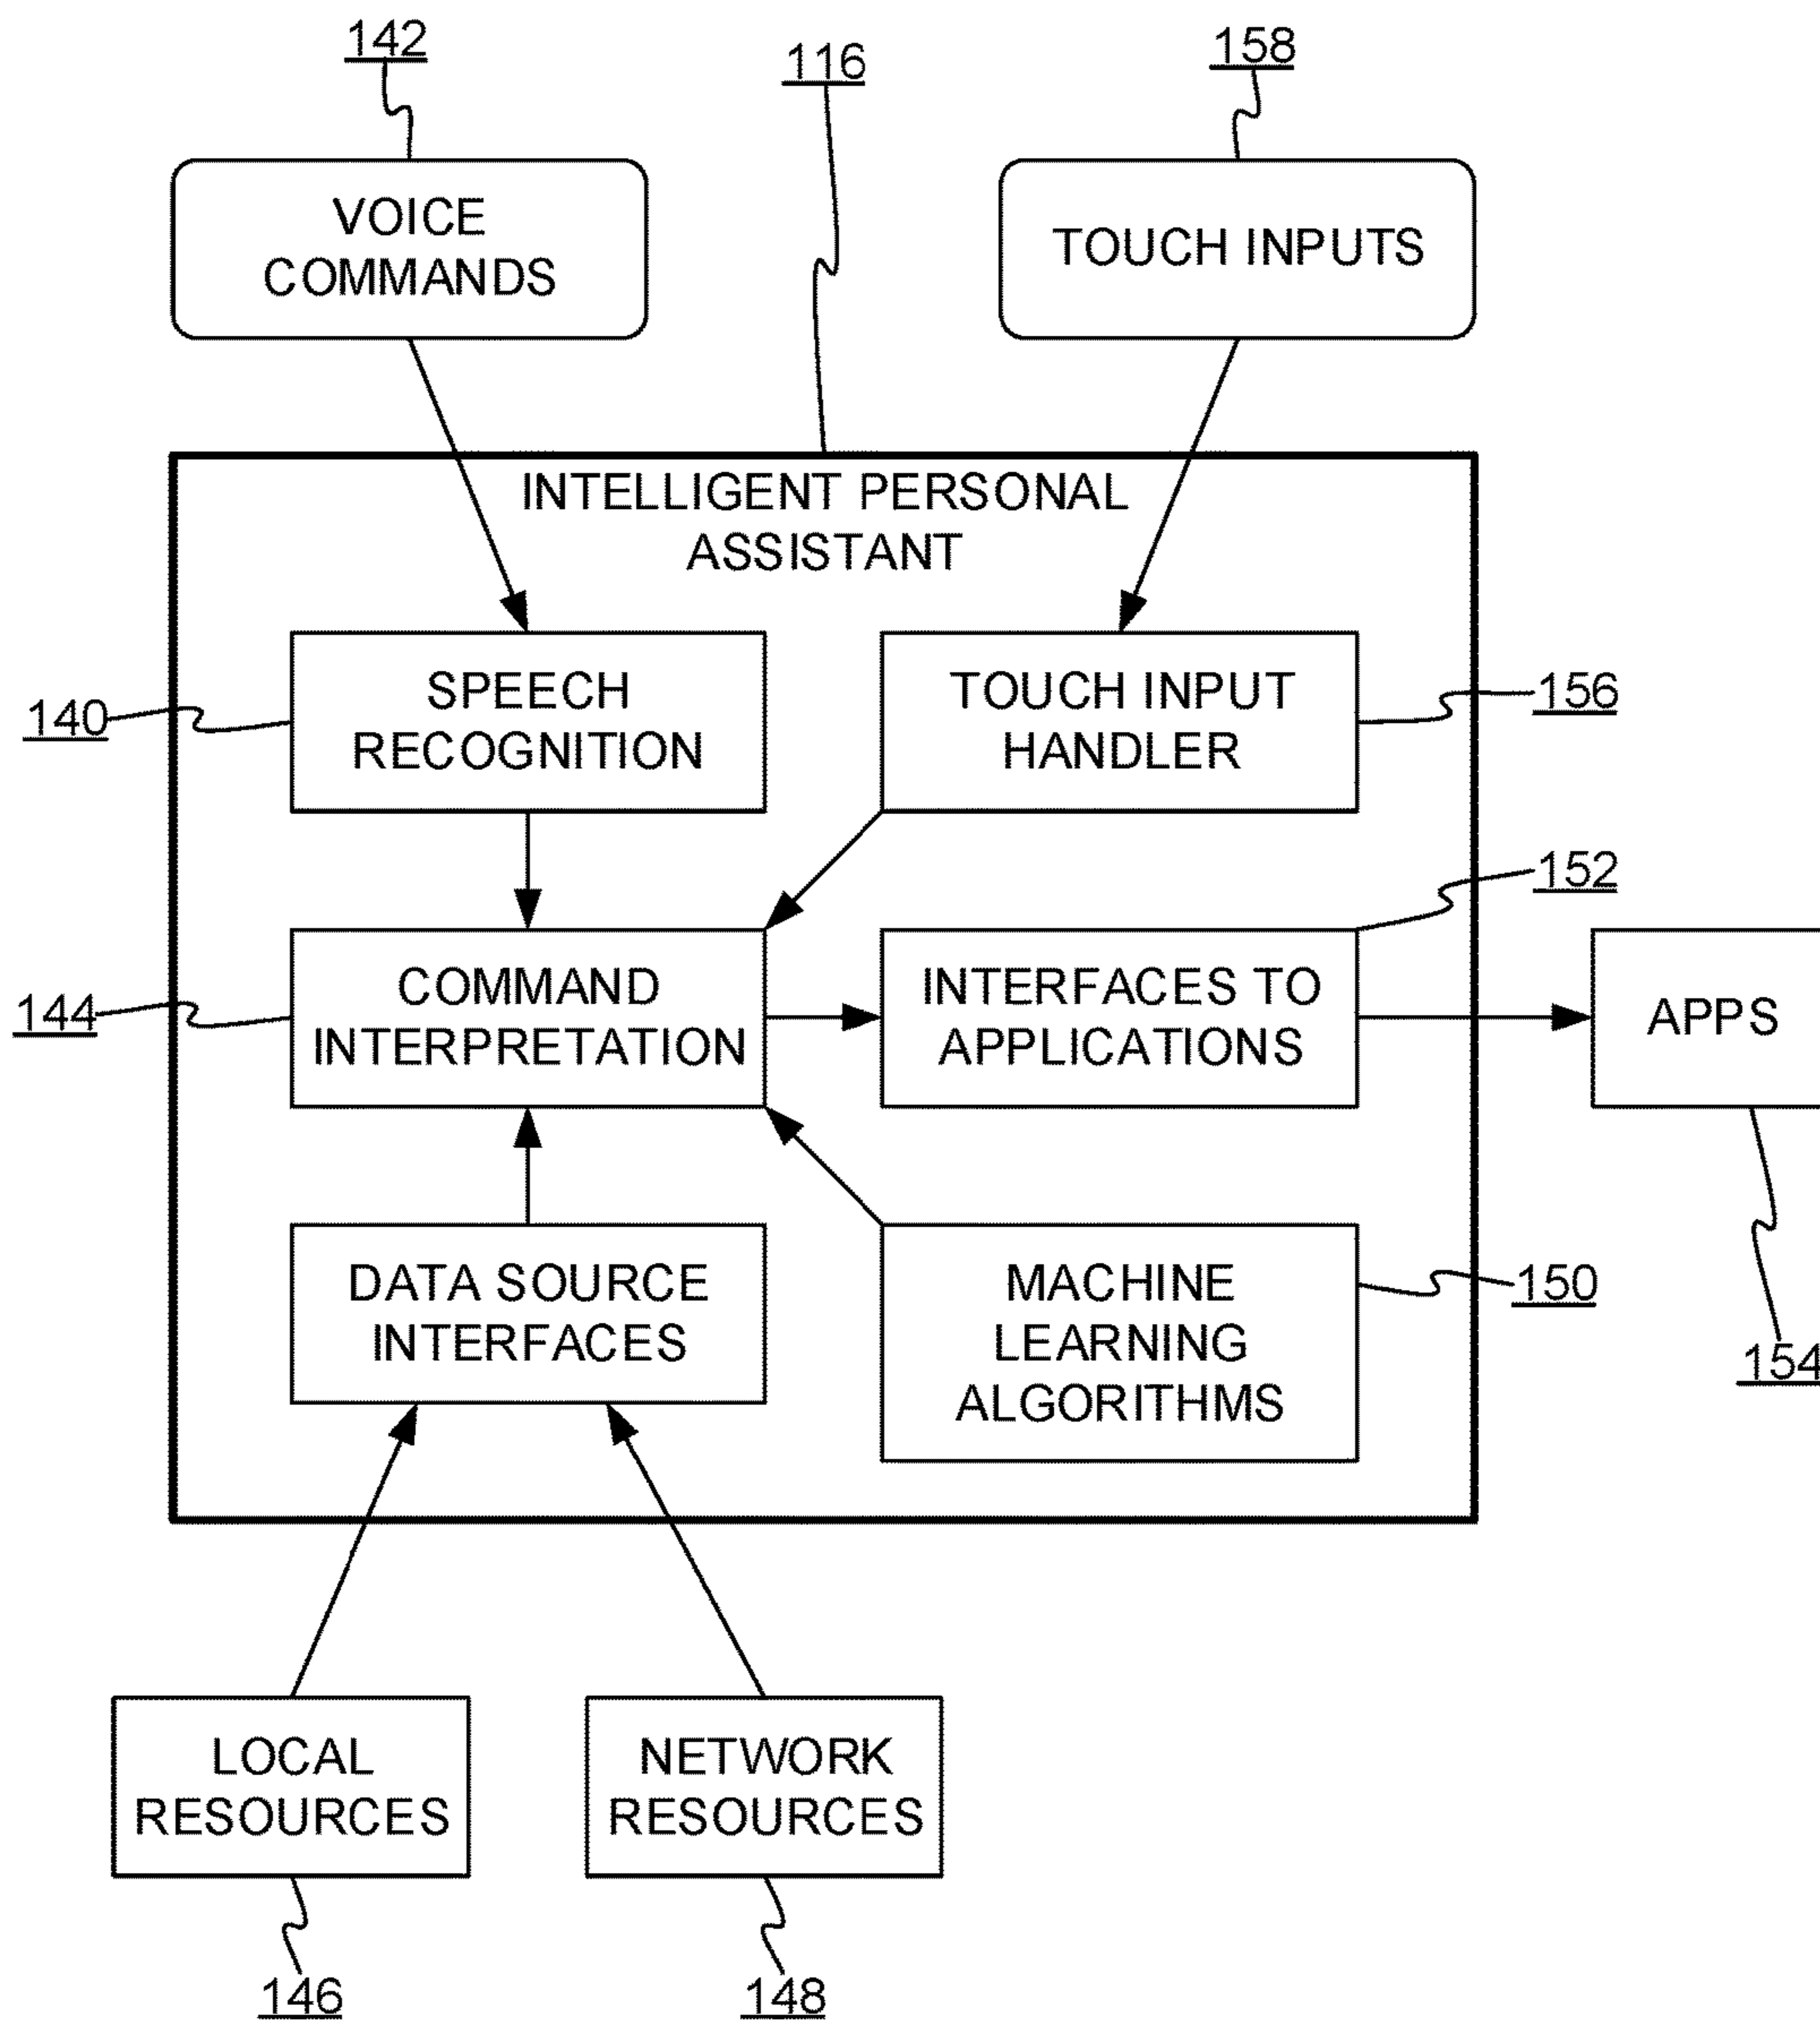 142
116
158
VOICE
COMMANDS
TOUCH INPUTS
INTELLIGENT PERSONAL
ASSISTANT
140
SPEECH
RECOGNITION
TOUCH INPUT
HANDLER
156
152
144
COMMAND
INTERPRETATION
INTERFACES TO
APPLICATIONS
APPS
DATA SOURCE
INTERFACES
MACHINE
LEARNING
ALGORITHMS
150
154
LOCAL
RESOURCES
NETWORK
RESOURCES
146
148